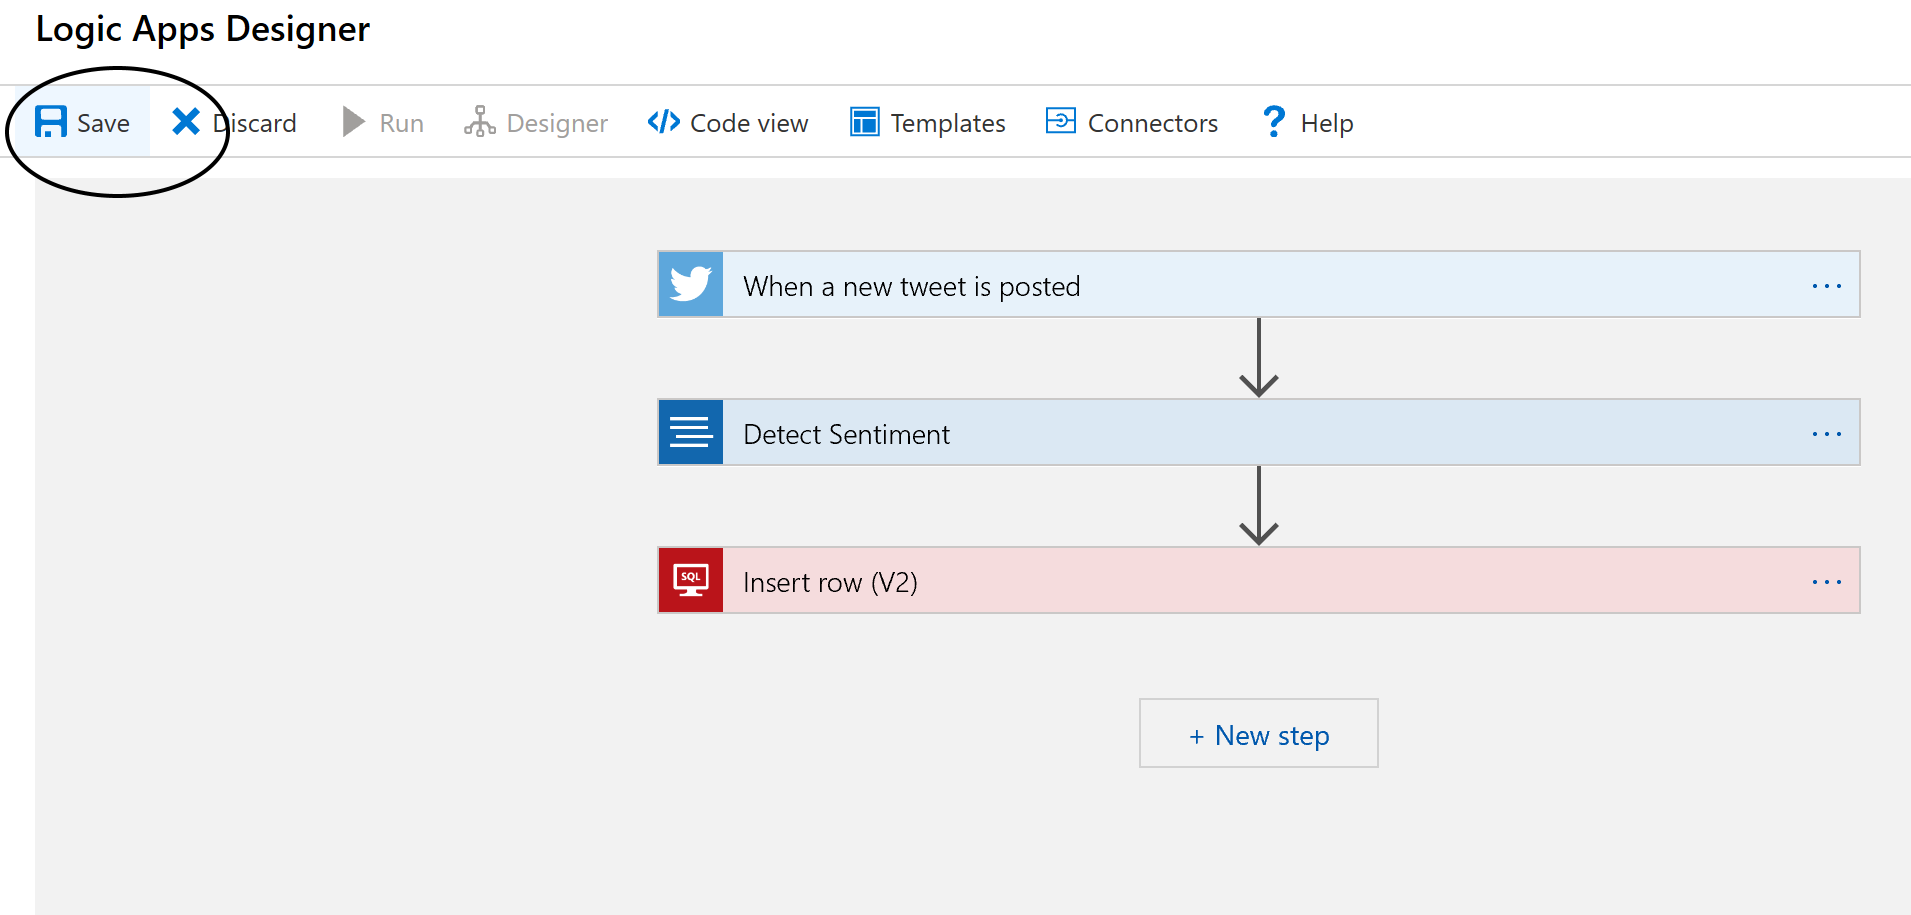 Logic Apps Designer
Save Discard Run Designer </> Code view Templates Connectors ? Help
When a new tweet is posted ...
Detect Sentiment ...
SQL Insert row (V2) ...
+ New step